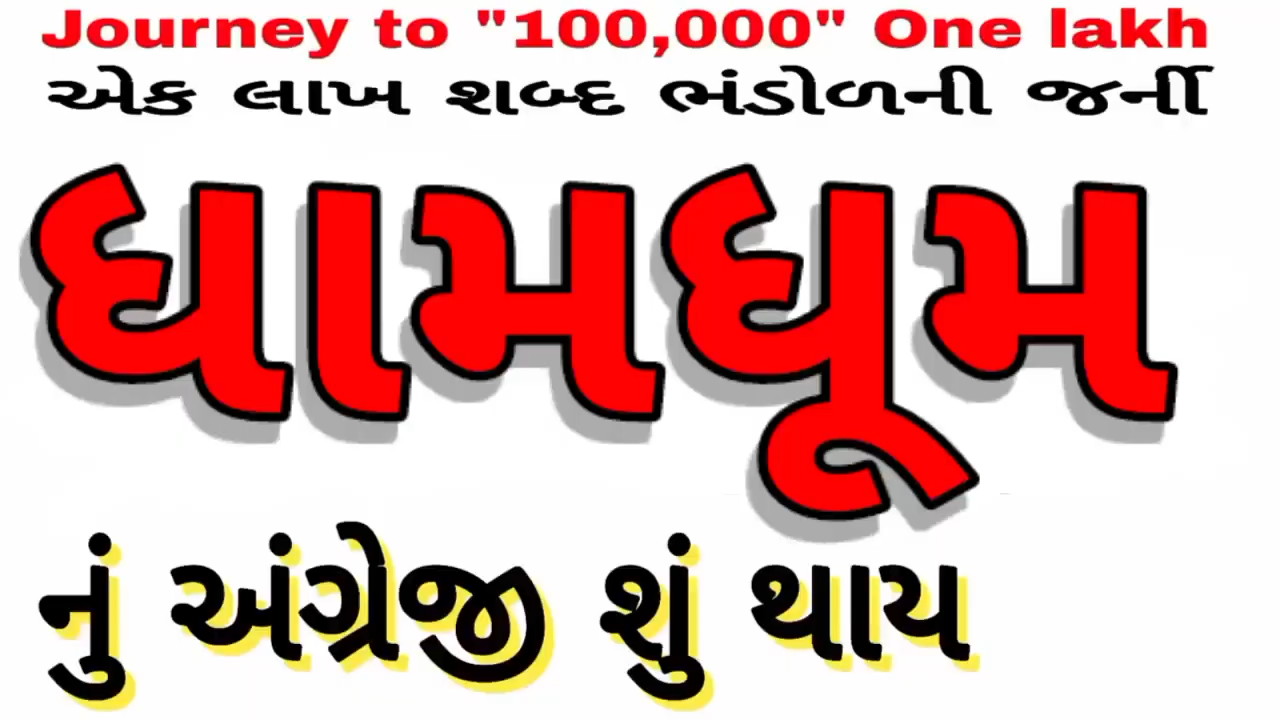 Journey to "100,000" One lakh
એક લાખ શબ્દ ભંડોળની જર્ની
ધામધૂમ
નું અંગ્રેજી શું થાય